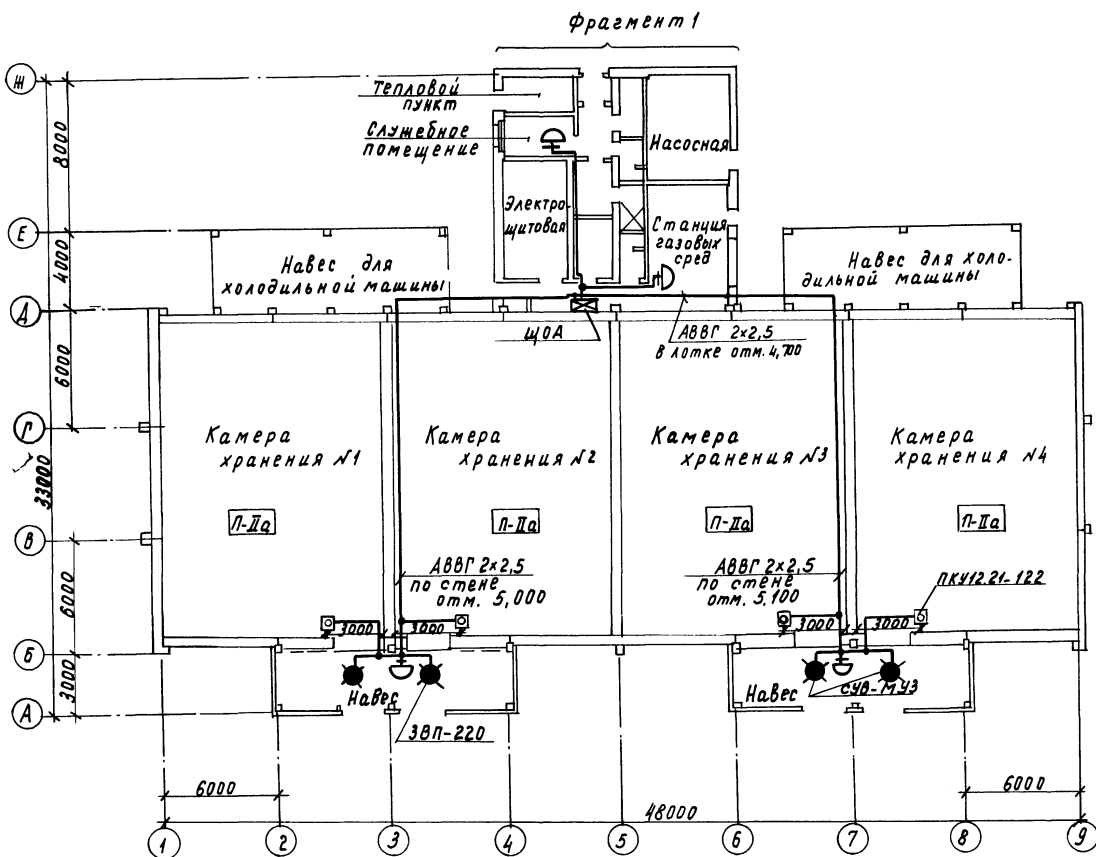 Фрагмент 1
Ж
Тепловой
пункт
Служебное
помещение
Насосная
8000
Электро-
щитовая
Станция
газовых
сред
Е
Навес для
холодильной машины
Навес для холо-
дильной машины
4000
Д
ЩОА
АВВГ 2х2,5
в лотке отм. 4,700
6000
Г
Камера
хранения №1
Камера
хранения №2
Камера
хранения №3
Камера
хранения №4
33000
П-IIа
П-IIа
П-IIа
П-IIа
В
АВВГ 2х2,5
по стене
отм. 5,000
АВВГ 2х2,5
по стене
отм. 5,100
ПКУ12.21-122
6000
3000
3000
3000
3000
Б
3000
Навес
Навес
СУВ-МУЗ
А
ЗВП-220
6000
48000
6000
1
2
3
4
5
6
7
8
9